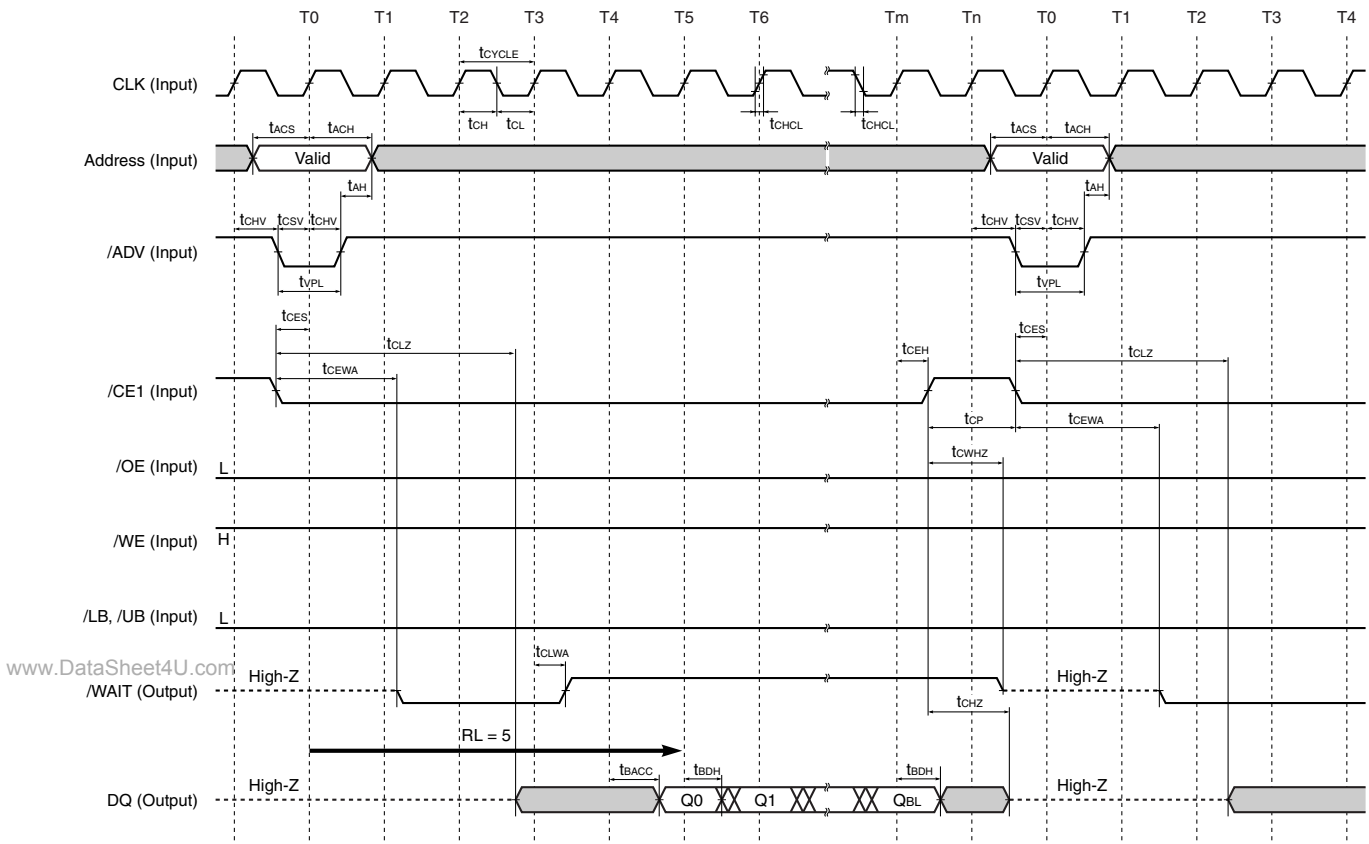 T0 T1 T2 T3 T4 T5 T6 Tm Tn T0 T1 T2 T3 T4
tCYCLE
CLK (Input)
tCH tCL tCHCL tCHCL
tACS tACH tACS tACH
Address (Input) Valid Valid
tAH tAH
tCHV tCSV tCHV tCHV tCSV tCHV
/ADV (Input)
tVPL tVPL
tCES tCES
tCLZ tCEH tCLZ
tCEWA
/CE1 (Input)
tCP tCEWA
tCWHZ
/OE (Input) L
/WE (Input) H
/LB, /UB (Input) L
tCLWA
www.DataSheet4U.com
High-Z High-Z
/WAIT (Output)
tCHZ
RL = 5
tBACC tBDH tBDH
High-Z High-Z
DQ (Output) Q0 Q1 QBL